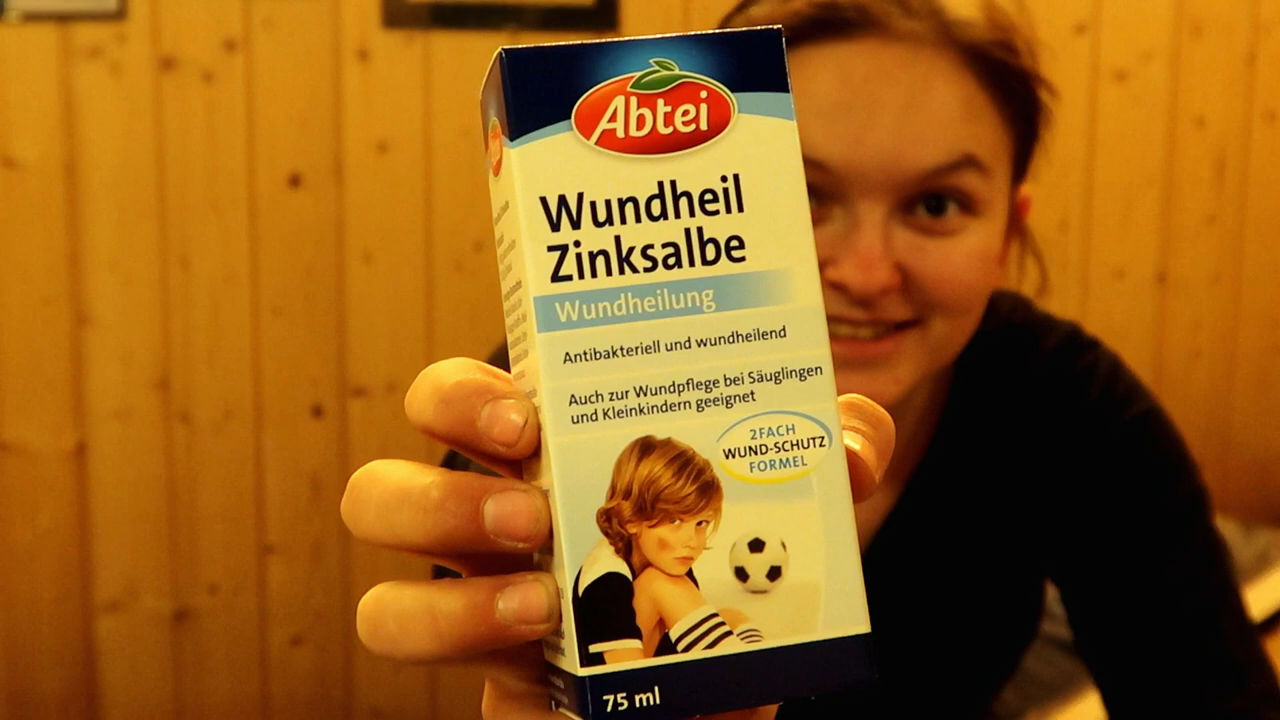 Abtei
Wundheil
Zinksalbe
Wundheilung
Antibakteriell und wundheilend
Auch zur Wundpflege bei Säuglingen
und Kleinkindern geeignet
2FACH
WUND-SCHUTZ
FORMEL
75 ml